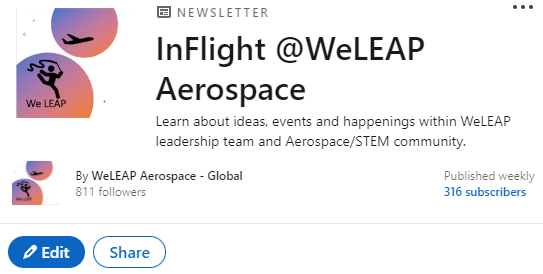 NEWSLETTER
InFlight @WeLEAP
Aerospace
Learn about ideas, events and happenings within WeLEAP
leadership team and Aerospace/STEM community.
We LEAP
By WeLEAP Aerospace - Global
811 followers
Published weekly
316 subscribers
Edit
Share